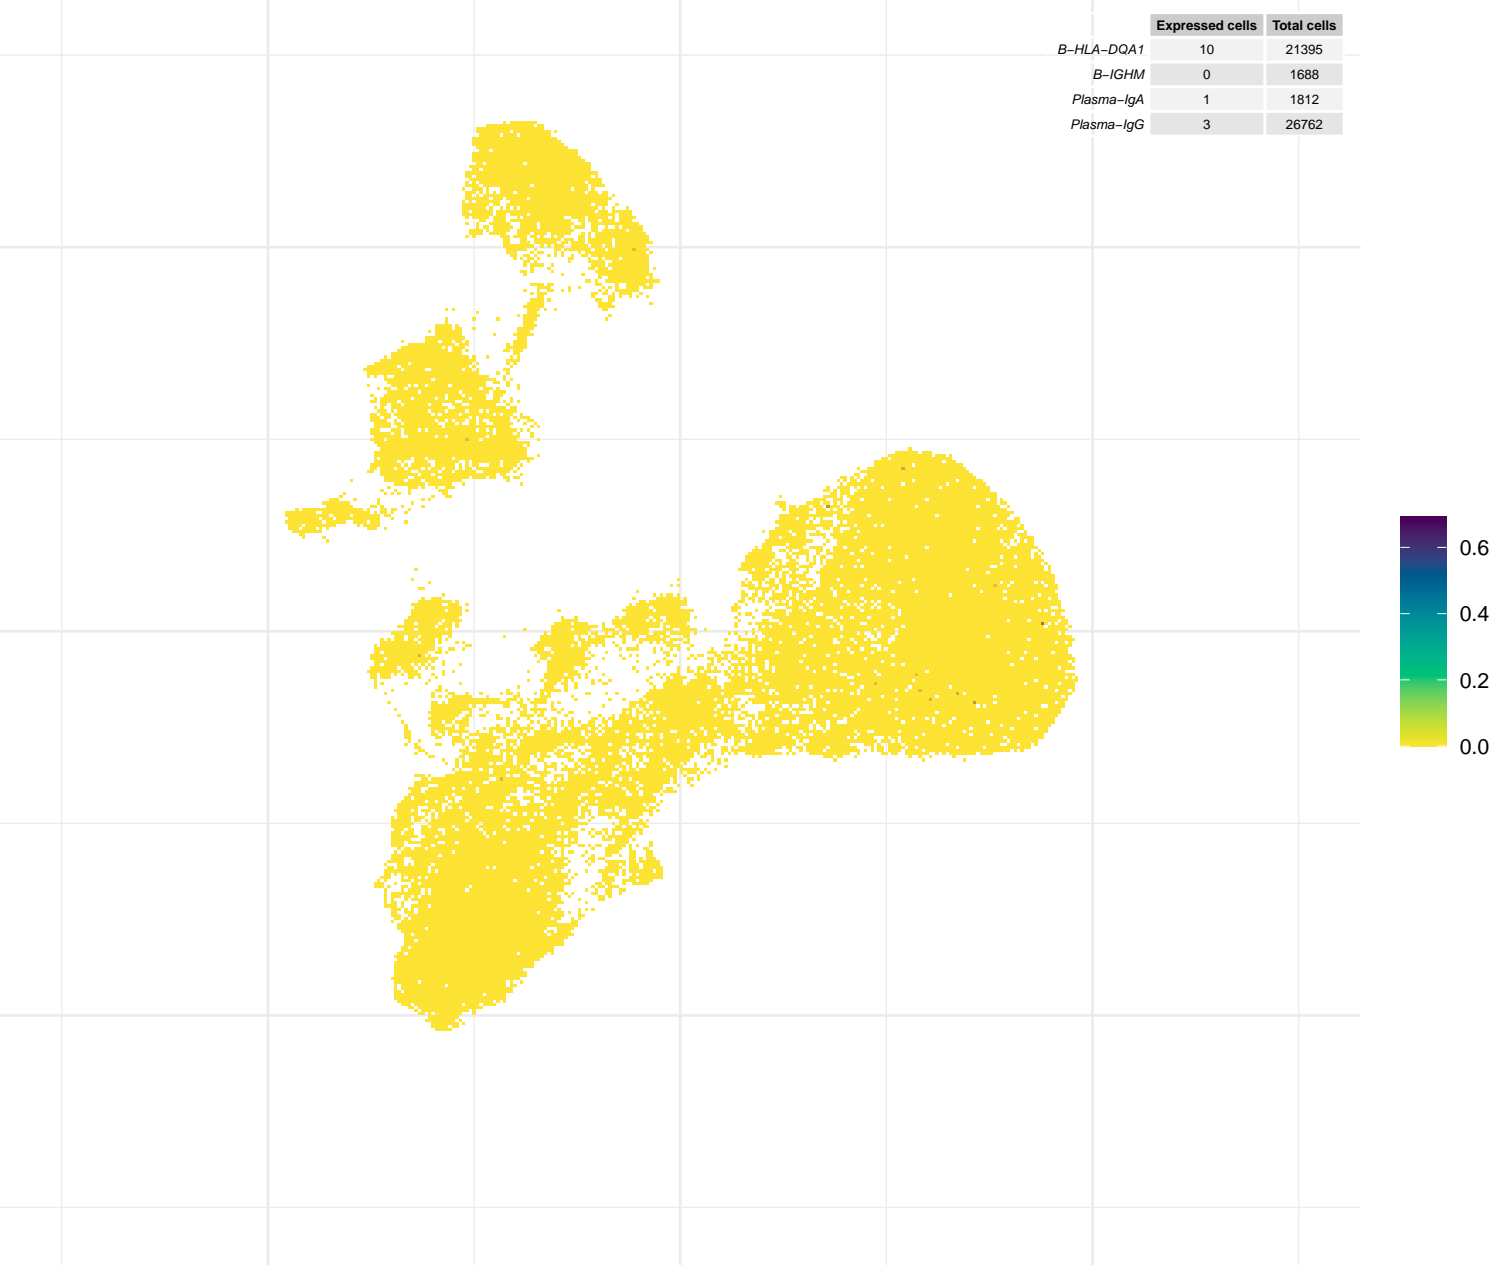 Expressed cells Total cells
B−HLA−DQA1 10 21395
B−IGHM 0 1688
Plasma−IgA 1 1812
Plasma−IgG 3 26762
0.6
0.4
0.2
0.0